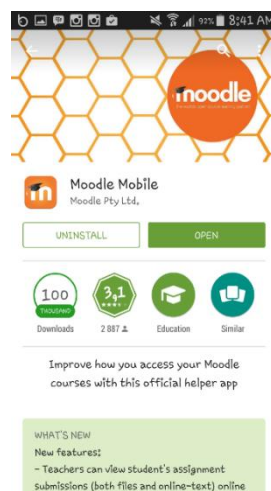 92% 8:41 AM
moodle
m
Moodle Mobile
Moodle Pty Ltd.
UNINSTALL
OPEN
100
THOUSAND
3,1
Downloads
2 887
Education
Similar
Improve how you access your Moodle
courses with this official helper app
WHAT'S NEW
New features:
- Teachers can view student's assignment
submissions (both files and online-text) online